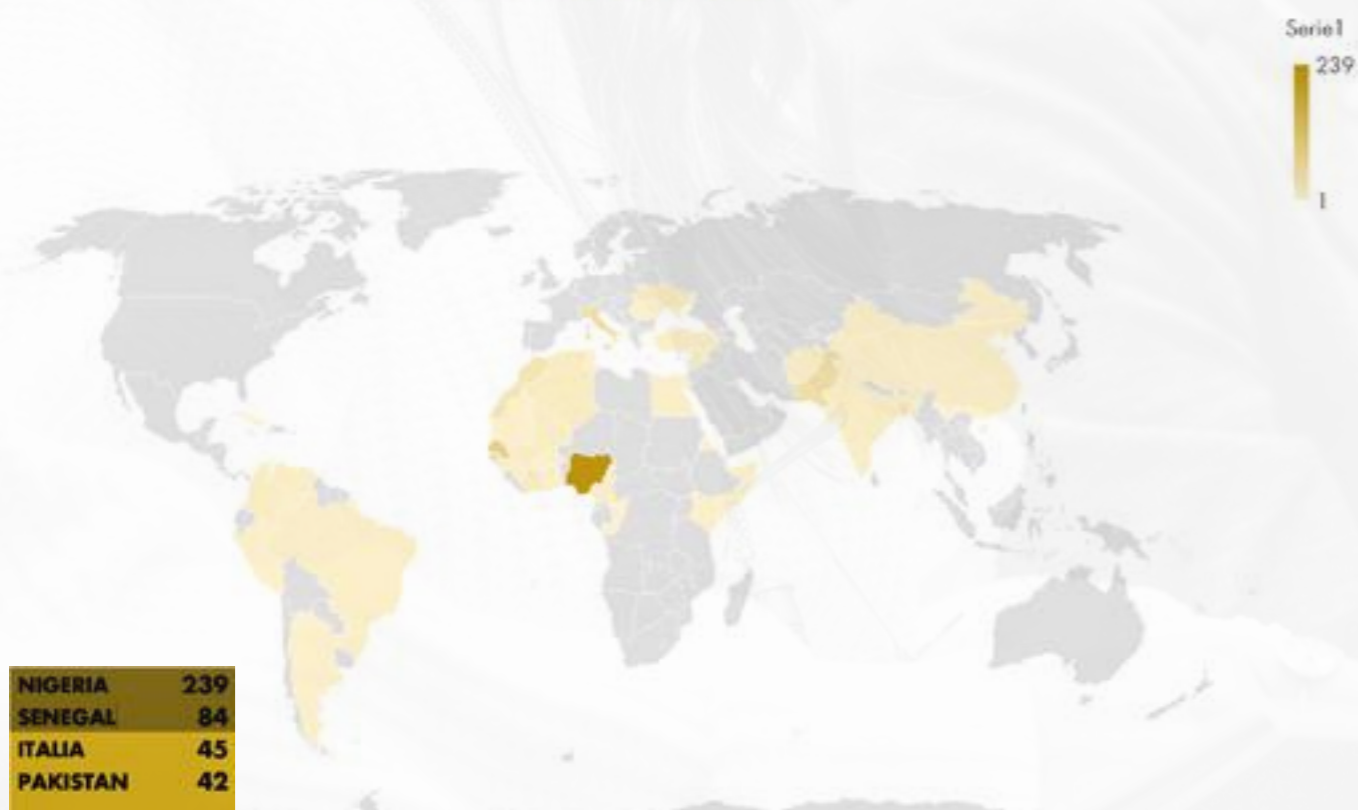 Serie1
239
1
NIGERIA 239
SENEGAL 84
ITALIA 45
PAKISTAN 42